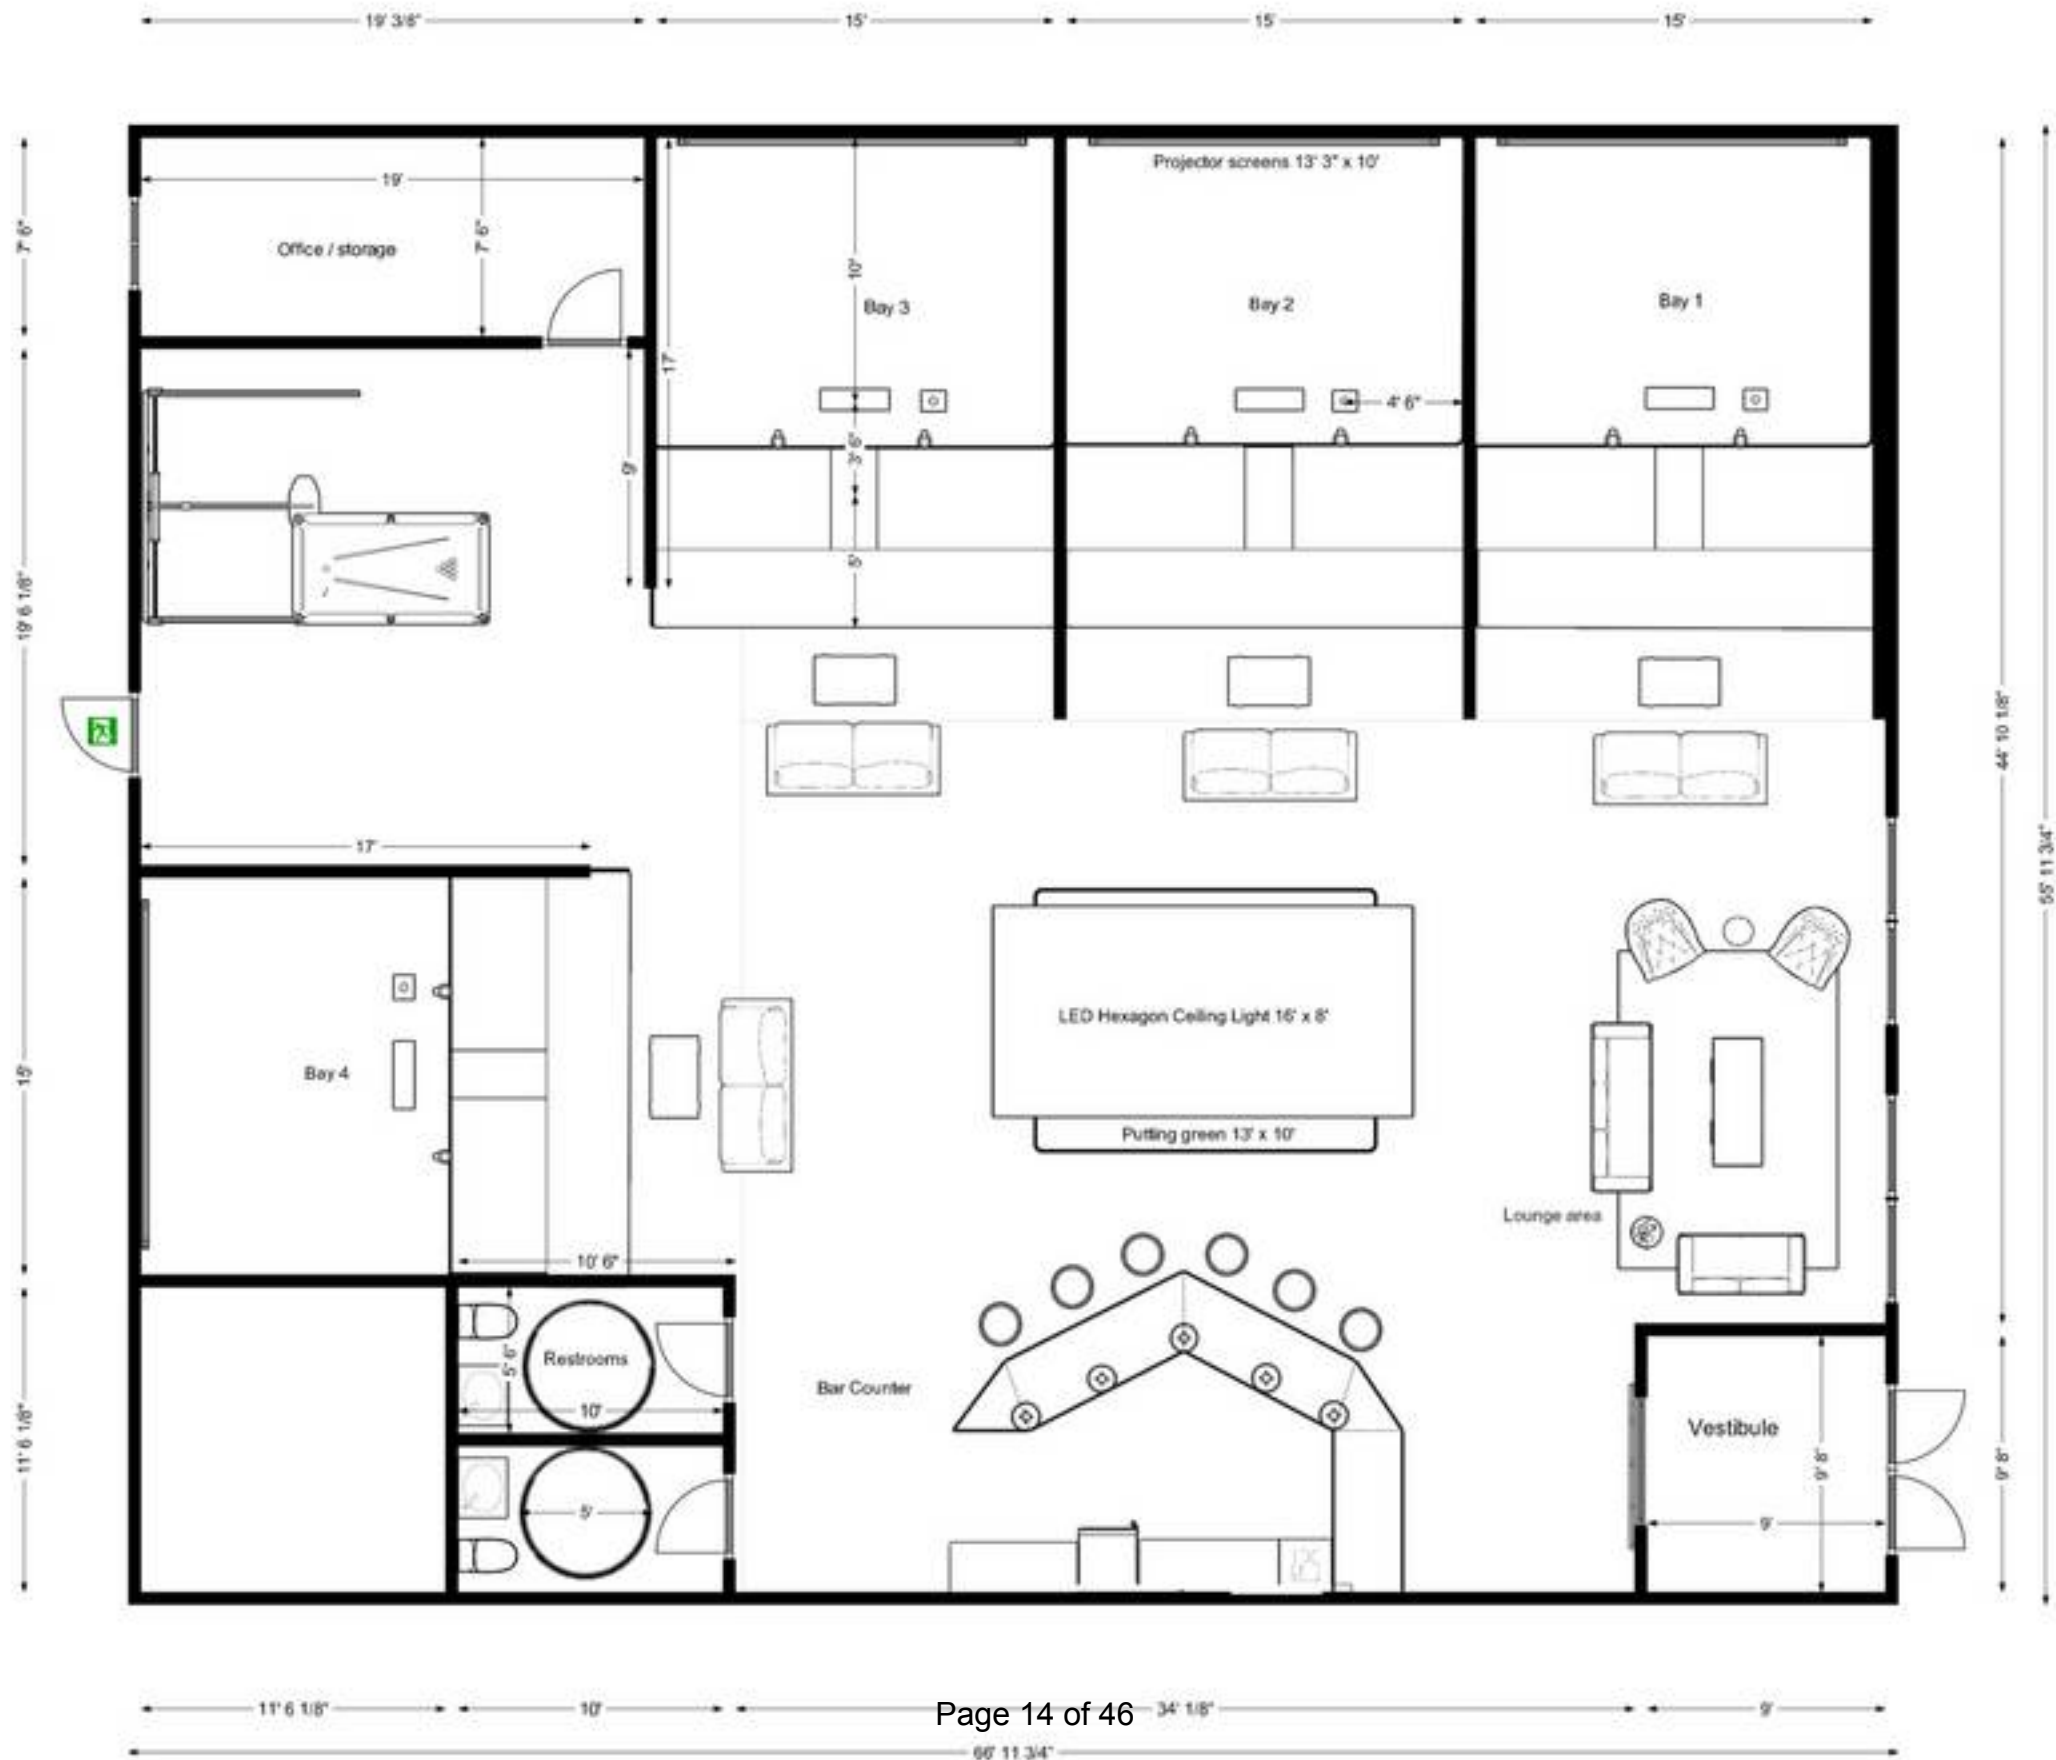 19' 3/8"
15'
15'
15'
Projector screens 13' 3" x 10'
19'
7' 6"
7' 6"
Office / storage
10'
Bay 3
Bay 2
Bay 1
17'
4' 6"
3' 6"
9'
5'
19' 6 1/8"
44' 10 1/8"
55' 11 3/4"
17'
LED Hexagon Ceiling Light 16' x 8'
Bay 4
15'
Putting green 13' x 10'
Lounge area
10' 6"
Restrooms
5' 6"
Bar Counter
10'
Vestibule
11' 6 1/8"
9' 8"
9' 8"
5'
9'
11' 6 1/8"
10'
Page 14 of 46
34' 1/8"
9'
66' 11 3/4"